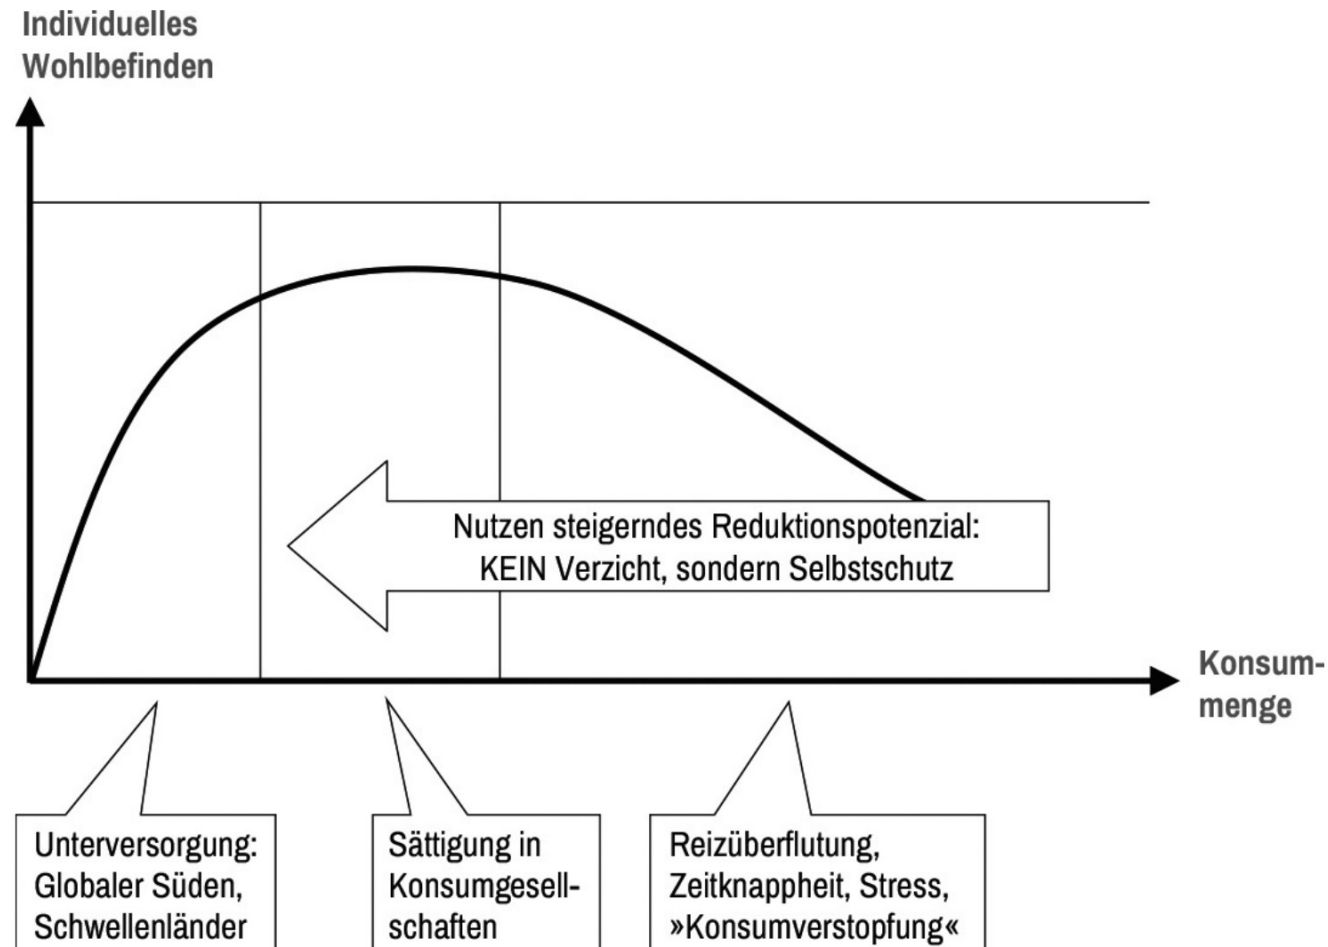 Individuelles
Wohlbefinden
Nutzen steigerndes Reduktionspotenzial:
KEIN Verzicht, sondern Selbstschutz
Konsum-
menge
Unterversorgung:
Globaler Süden,
Schwellenländer
Sättigung in
Konsumgesell-
schaften
Reizüberflutung,
Zeitknappheit, Stress,
»Konsumverstopfung«